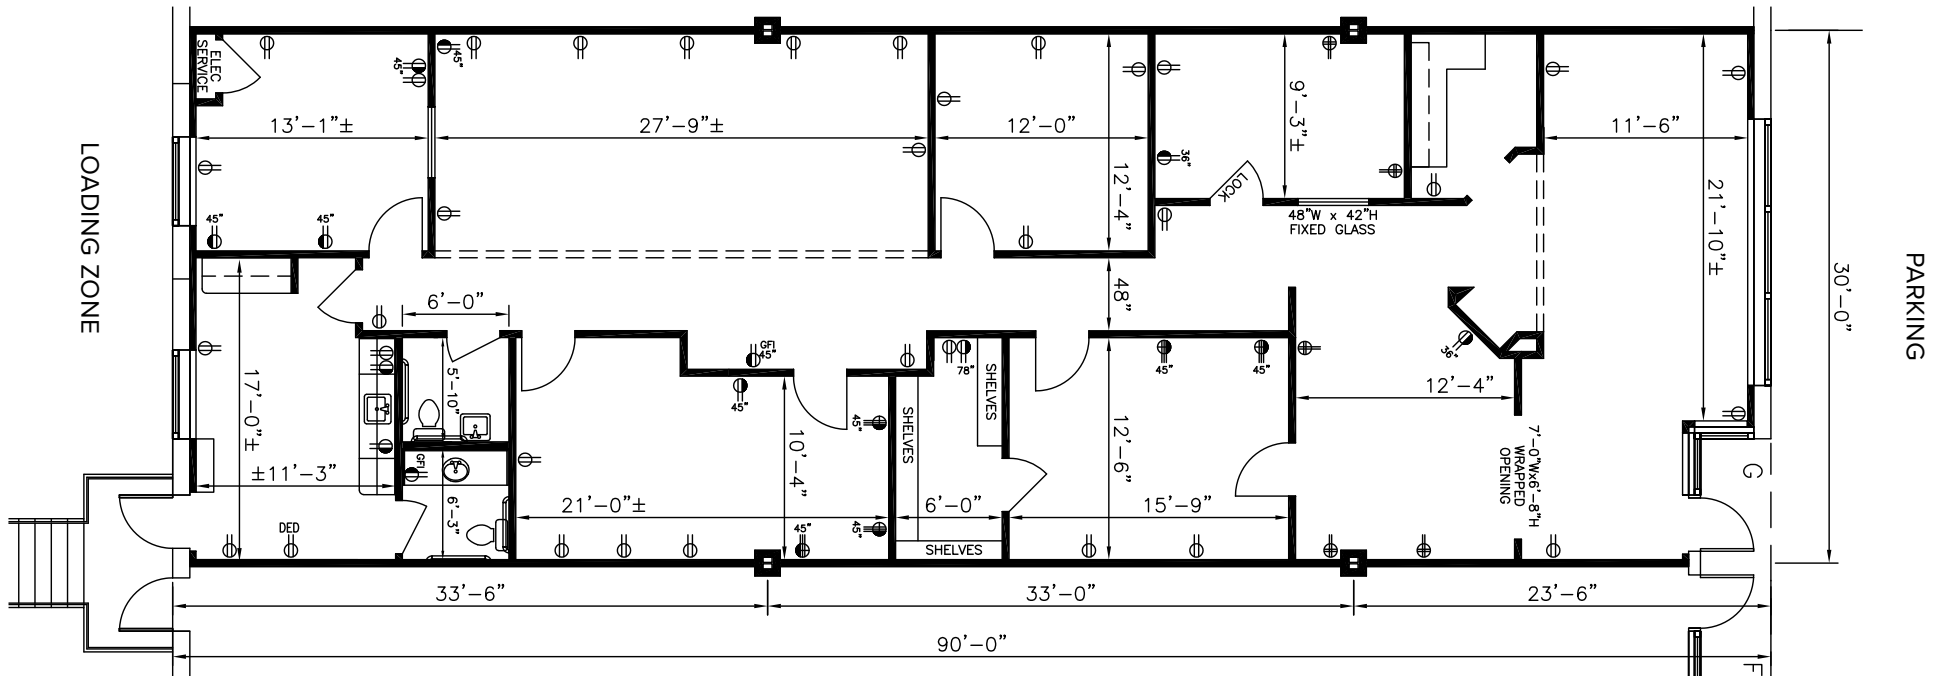 ELEC
SERVICE
45"
45"
13'-1"±
27'-9"±
12'-0"
12'-4"
9'-3"±
36"
LOCK
48"W x 42"H
FIXED GLASS
11'-6"
21'-10"±
30'-0"
PARKING
LOADING ZONE
45"
45"
6'-0"
48"
17'-0"±
±11'-3"
DED
5'-10"
GFI
6'-3"
GFI
45"
45"
78"
SHELVES
SHELVES
SHELVES
45"
45"
45"
10'-4"
21'-0"±
6'-0"
45"
45"
12'-6"
15'-9"
36"
12'-4"
7'-0"Wx6'-8"H
WRAPPED
OPENING
G
33'-6"
33'-0"
23'-6"
90'-0"
F